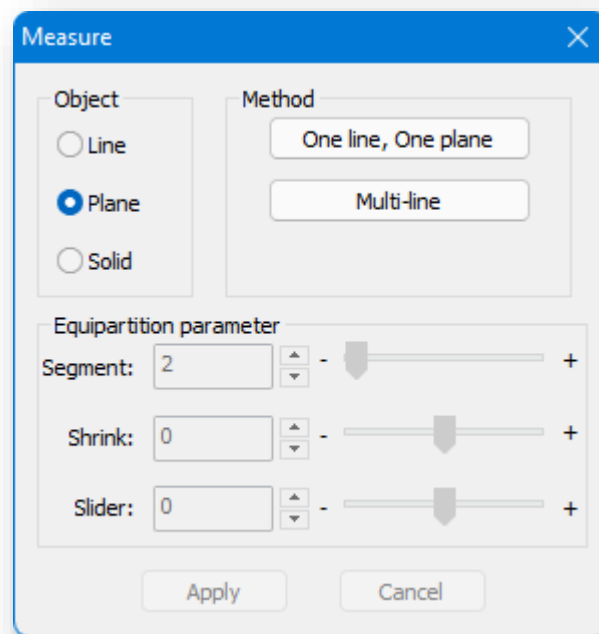 Measure
Object
Line
Plane
Solid
Method
One line, One plane
Multi-line
Equipartition parameter
Segment: 2 - +
Shrink: 0 - +
Slider: 0 - +
Apply Cancel